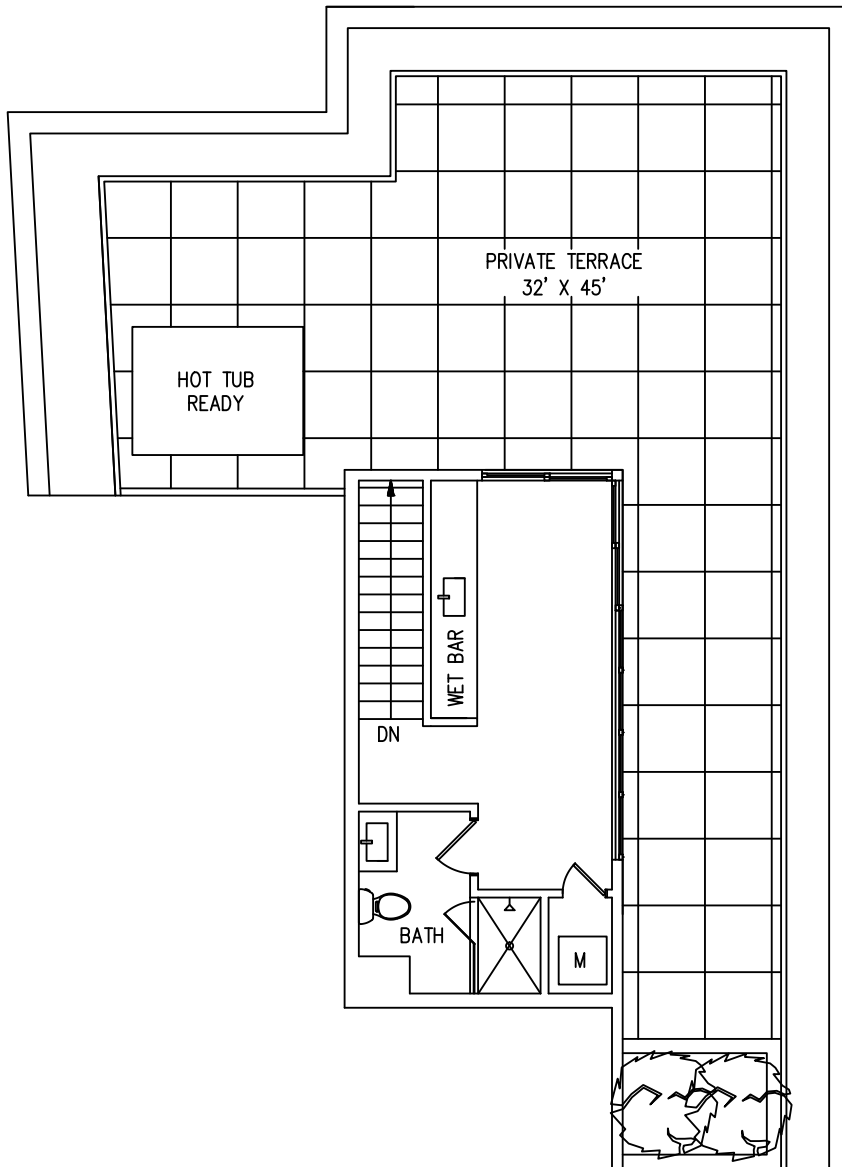 PRIVATE TERRACE
32' X 45'
HOT TUB
READY
WET BAR
DN
BATH
M